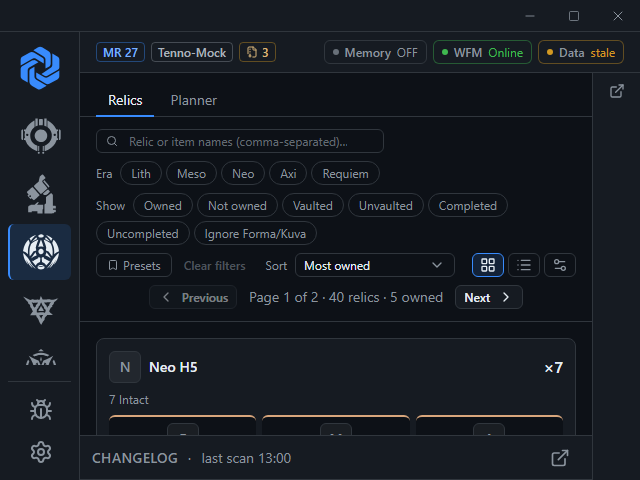 MR 27 Tenno-Mock 3 Memory OFF WFM Online Data stale
Relics Planner
Relic or item names (comma-separated)...
Era Lith Meso Neo Axi Requiem
Show Owned Not owned Vaulted Unvaulted Completed
Uncompleted Ignore Forma/Kuva
Presets Clear filters Sort Most owned
Previous Page 1 of 2 · 40 relics · 5 owned Next
N Neo H5 ×7
7 Intact
CHANGELOG · last scan 13:00